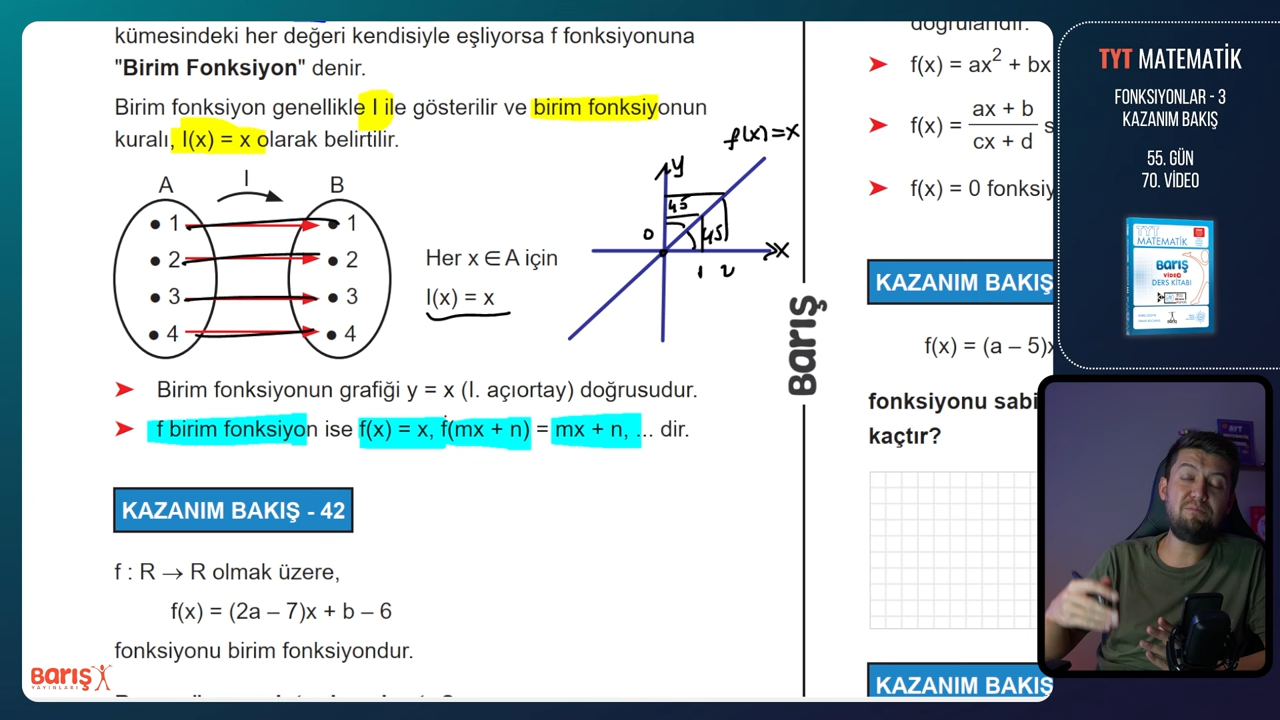 kümesindeki her değeri kendisiyle eşliyorsa f fonksiyonuna
"Birim Fonksiyon" denir.
Birim fonksiyon genellikle I ile gösterilir ve birim fonksiyonun
kuralı, I(x) = x olarak belirtilir.
A I B
1 1
2 2
3 3
4 4
Her x ∈ A için
I(x) = x
f(x)=x
y
45
45
0
x
1 2
Birim fonksiyonun grafiği y = x (I. açıortay) doğrusudur.
f birim fonksiyon ise f(x) = x, f(mx + n) = mx + n, ... dir.
KAZANIM BAKIŞ - 42
f : R → R olmak üzere,
f(x) = (2a – 7)x + b – 6
fonksiyonu birim fonksiyondur.
BARIŞ
YAYINLARI
BARIŞ
doğrularıdır.
f(x) = ax² + bx
f(x) = ax + b / cx + d
f(x) = 0 fonksiy
KAZANIM BAKIŞ
f(x) = (a – 5)x
fonksiyonu sabi
kaçtır?
KAZANIM BAKIŞ
TYT MATEMATİK
FONKSIYONLAR - 3
KAZANIM BAKIŞ
55. GÜN
70. VİDEO
TYT
MATEMATİK
BARIŞ
VİDEO
DERS KİTABI